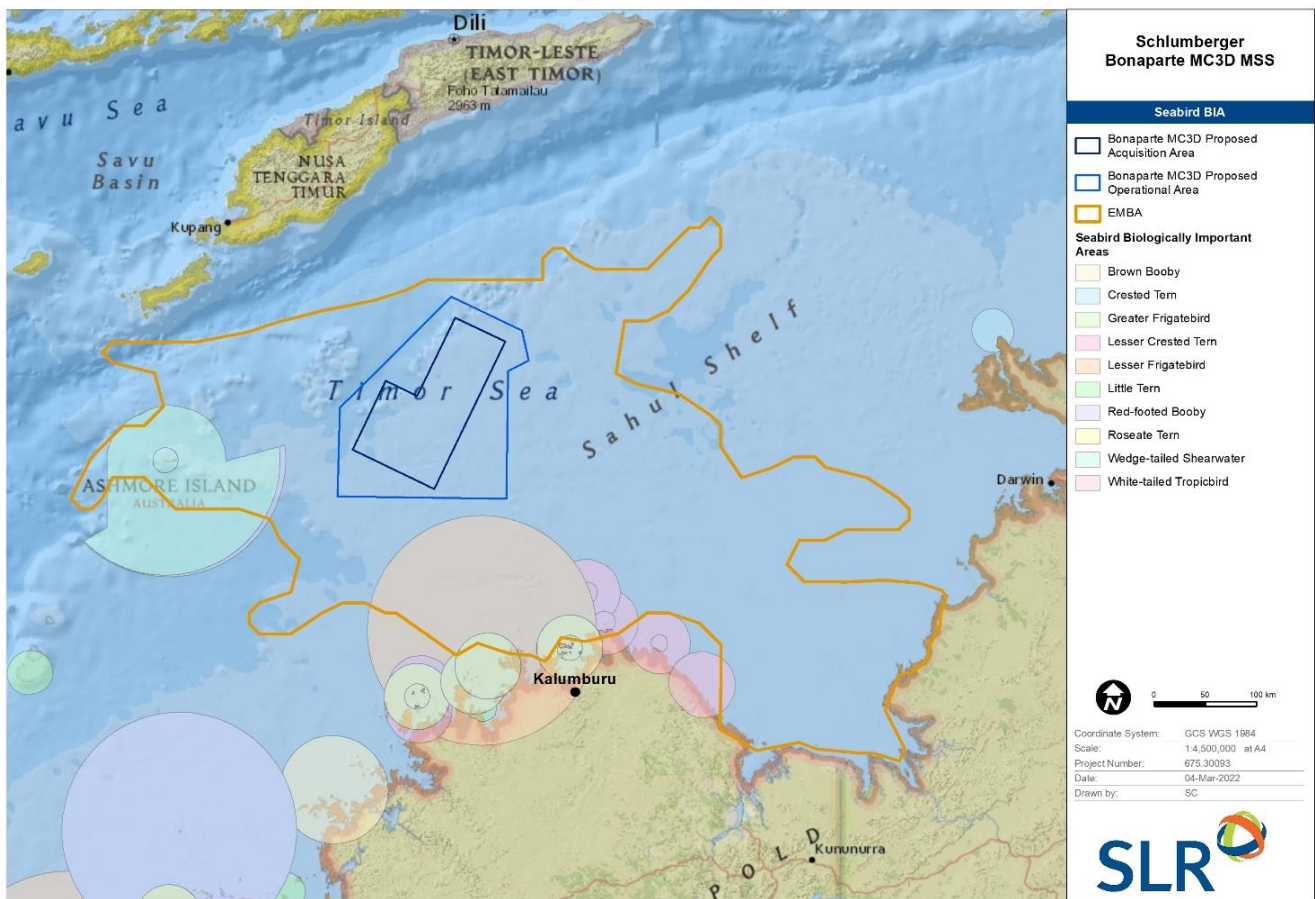 Dili
TIMOR-LESTE
(EAST TIMOR)
Foho Tatamailau
2963 m
avu Sea
Timor Island
Savu
Basin
NUSA
TENGGARA
TIMUR
Kupang
Timor Sea
Sahul Shelf
ASHMORE ISLAND
AUSTRALIA
Darwin
Kalumburu
Kununurra
POLD
Schlumberger
Bonaparte MC3D MSS
Seabird BIA
Bonaparte MC3D Proposed
Acquisition Area
Bonaparte MC3D Proposed
Operational Area
EMBA
Seabird Biologically Important
Areas
Brown Booby
Crested Tern
Greater Frigatebird
Lesser Crested Tern
Lesser Frigatebird
Little Tern
Red-footed Booby
Roseate Tern
Wedge-tailed Shearwater
White-tailed Tropicbird
N
0 50 100 km
Coordinate System: GCS WGS 1984
Scale: 1:4,500,000 at A4
Project Number: 675.30093
Date: 04-Mar-2022
Drawn by: SC
SLR